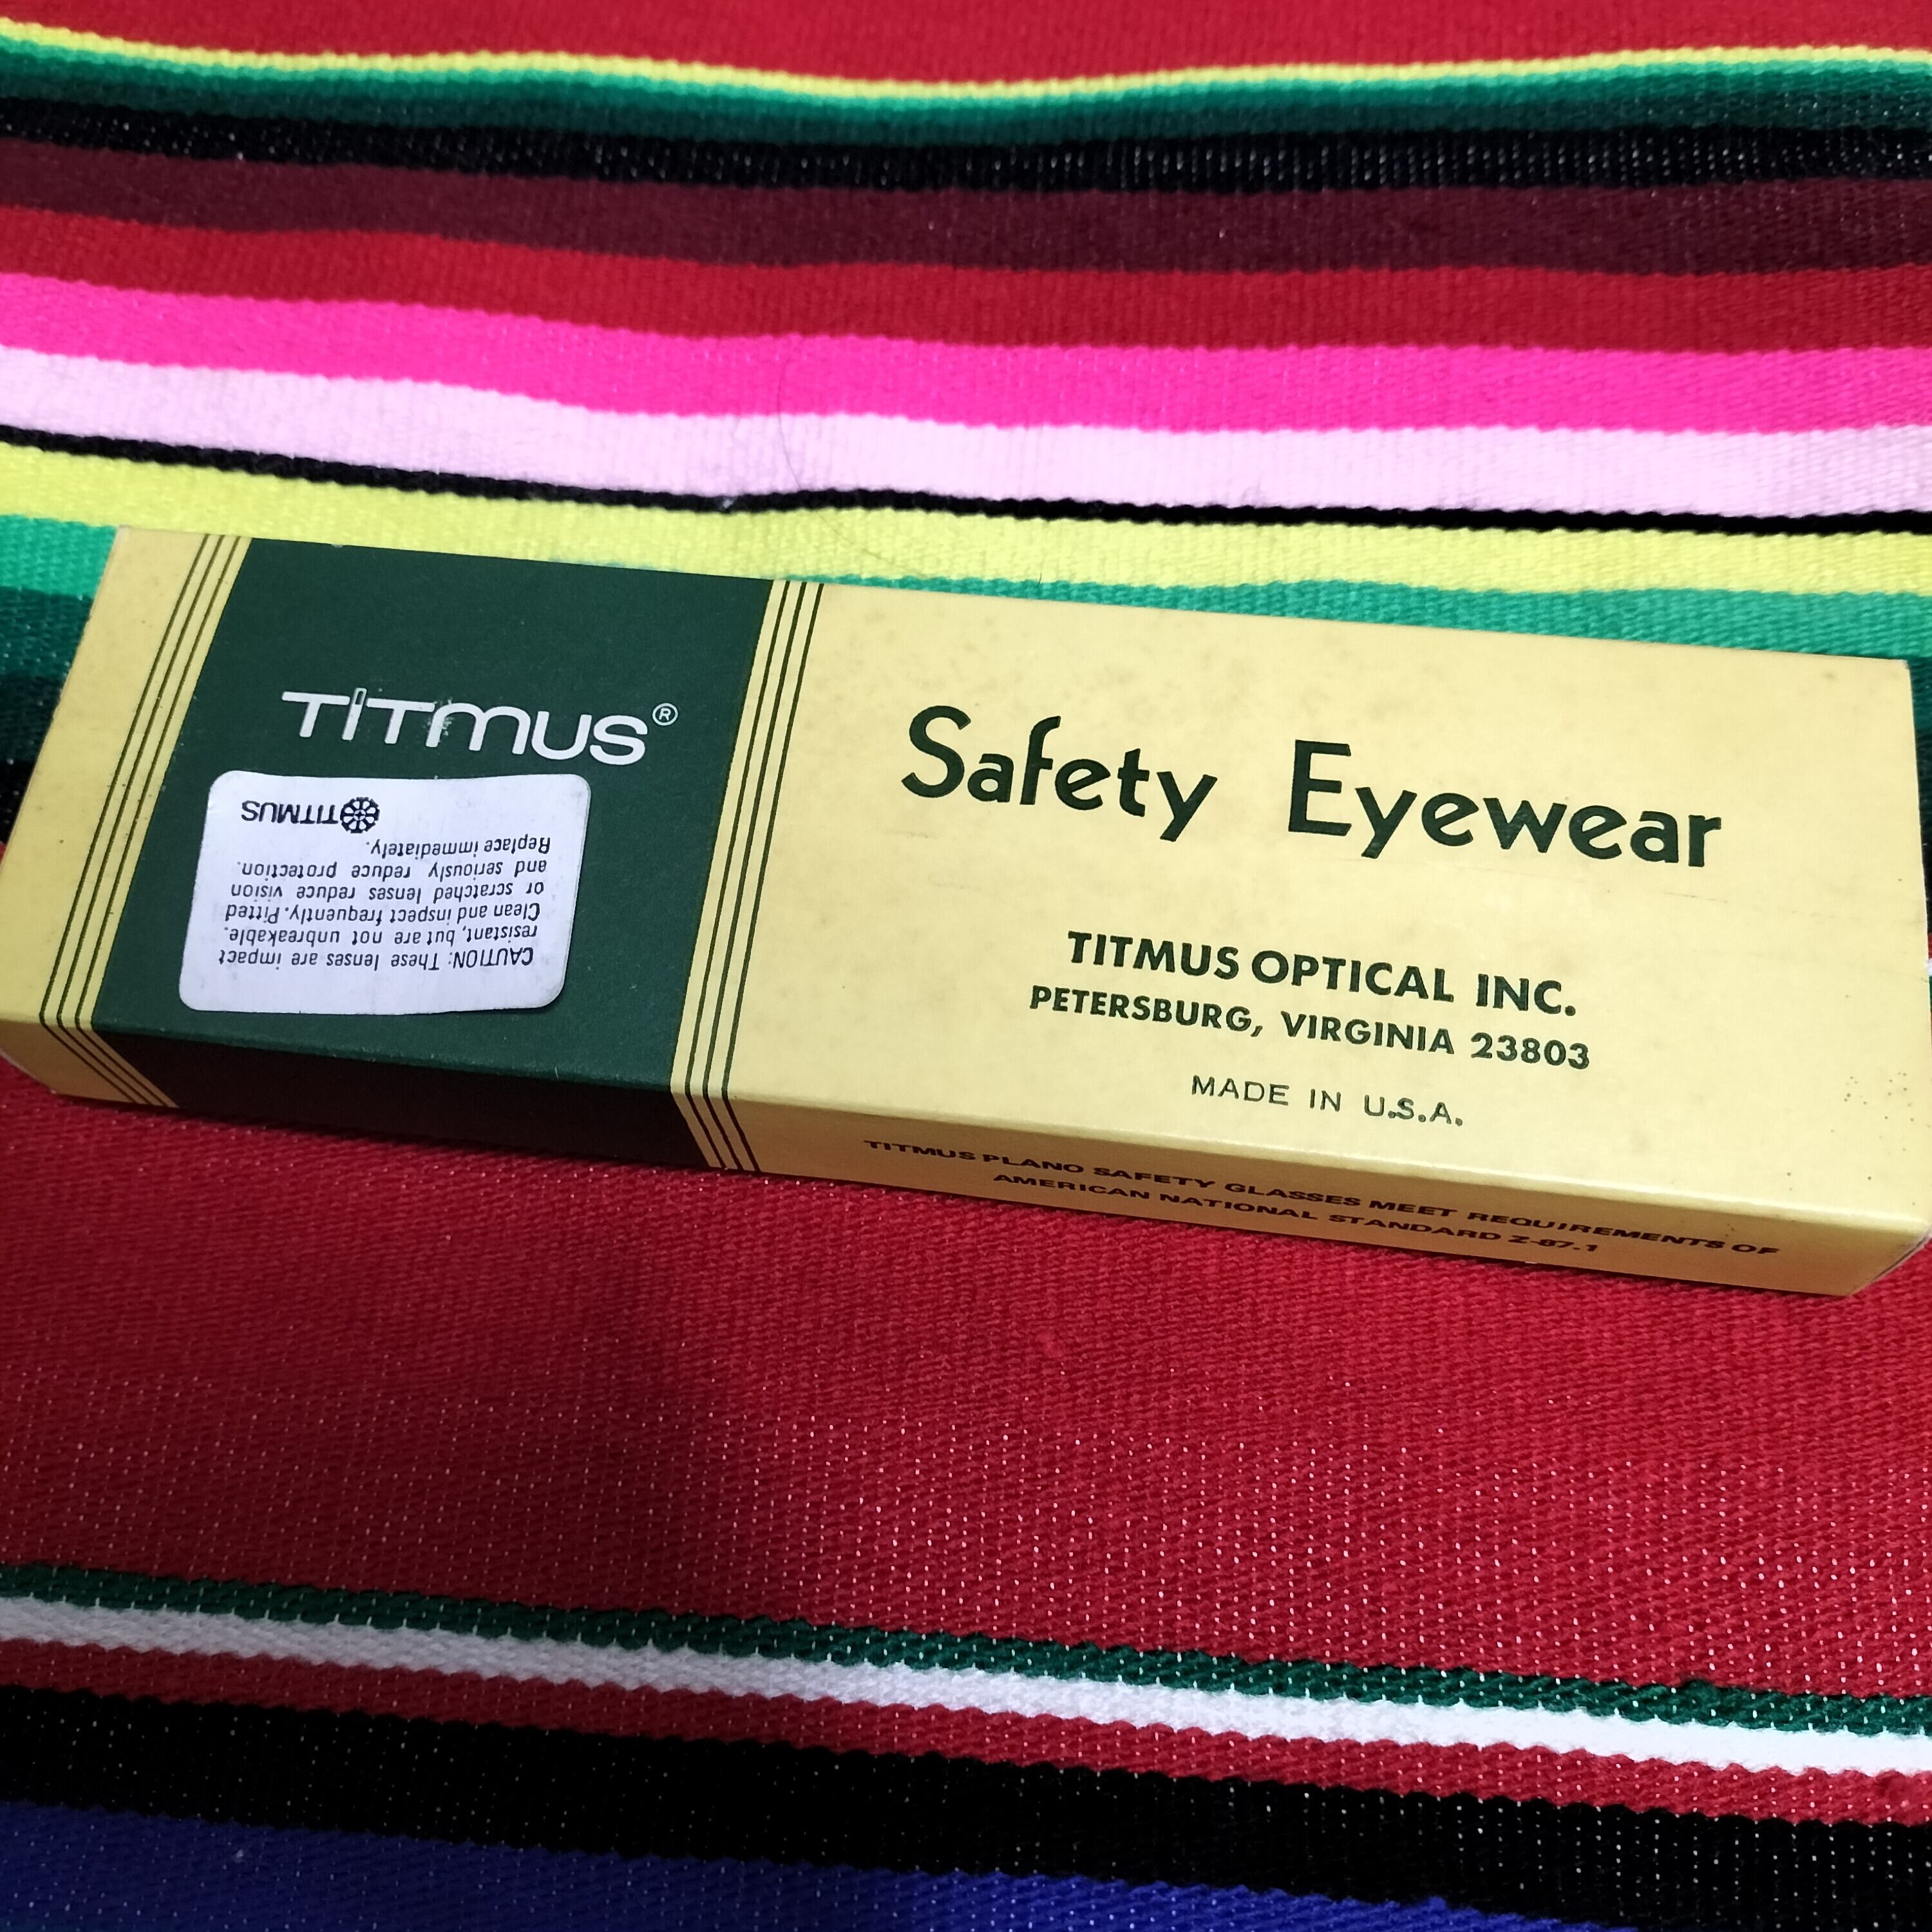 TITMUS®
CAUTION: These lenses are impact
resistant, but are not unbreakable.
Clean and inspect frequently. Pitted
or scratched lenses reduce vision
and seriously reduce protection.
Replace immediately.
TITMUS
Safety Eyewear
TITMUS OPTICAL INC.
PETERSBURG, VIRGINIA 23803
MADE IN U.S.A.
TITMUS PLANO SAFETY GLASSES MEET REQUIREMENTS OF
AMERICAN NATIONAL STANDARD Z-87.1